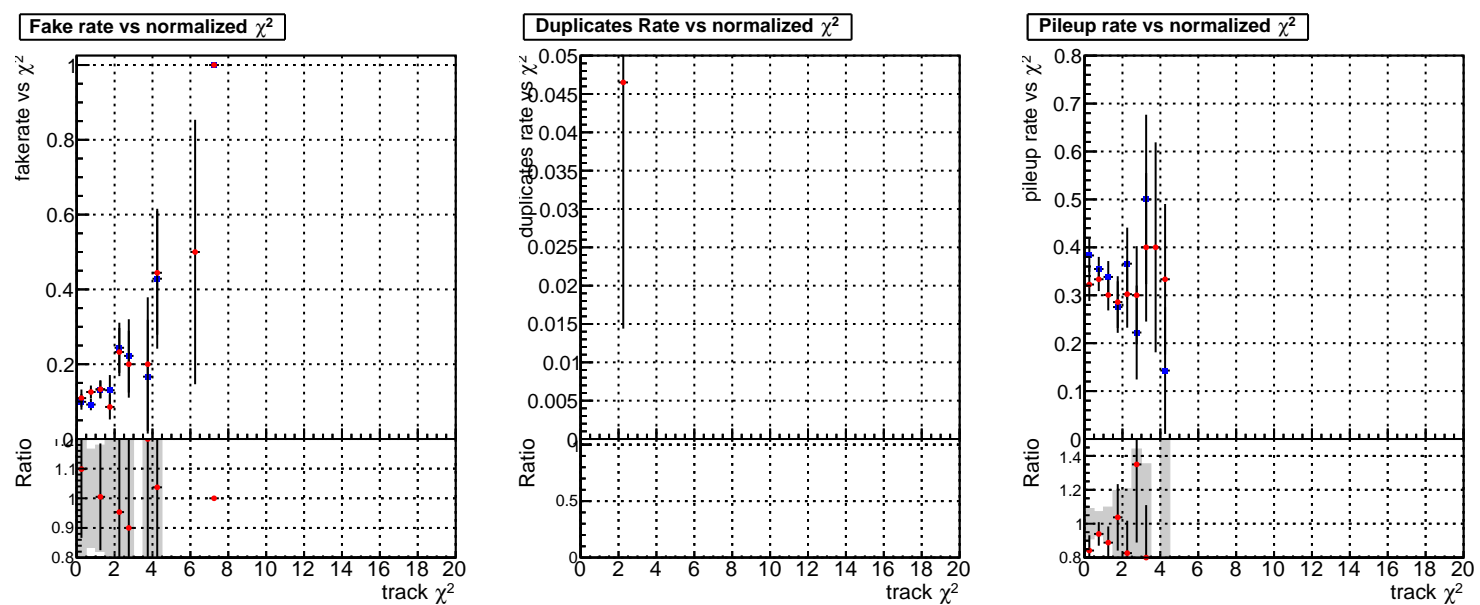 Fake rate vs normalized χ²
fakerate vs χ²
1
0.8
0.6
0.4
0.2
0
Ratio
1.1
1
0.9
0.8
0 2 4 6 8 10 12 14 16 18 20
track χ²
Duplicates Rate vs normalized χ²
duplicates rate vs χ²
0.05
0.045
0.04
0.035
0.03
0.025
0.02
0.015
0.01
0.005
0
Ratio
1
0.5
0
0 2 4 6 8 10 12 14 16 18 20
track χ²
Pileup rate vs normalized χ²
pileup rate vs χ²
0.8
0.7
0.6
0.5
0.4
0.3
0.2
0.1
0
Ratio
1.4
1.2
1
0.8
0 2 4 6 8 10 12 14 16 18 20
track χ²